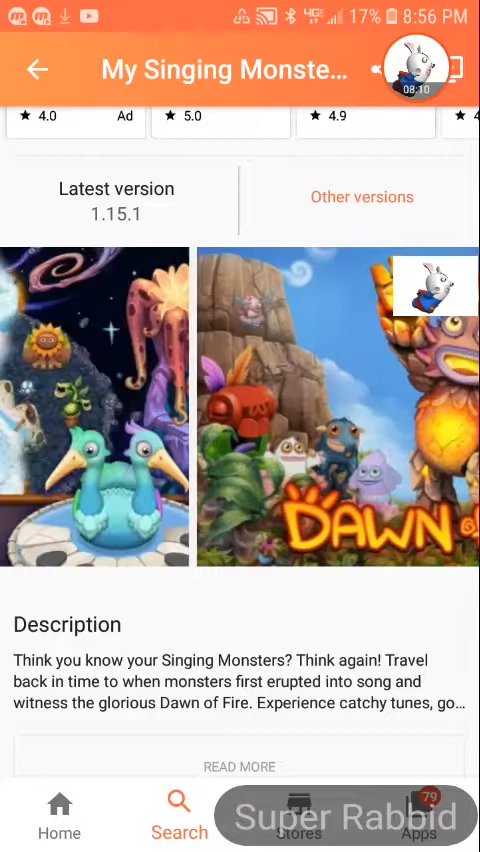 4G 17% 8:56 PM
My Singing Monste...
08:10
4.0 Ad
5.0
4.9
4
Latest version
1.15.1
Other versions
DAWN
Description
Think you know your Singing Monsters? Think again! Travel
back in time to when monsters first erupted into song and
witness the glorious Dawn of Fire. Experience catchy tunes, go...
READ MORE
79
Home
Search
Stores
Apps
Super Rabbid